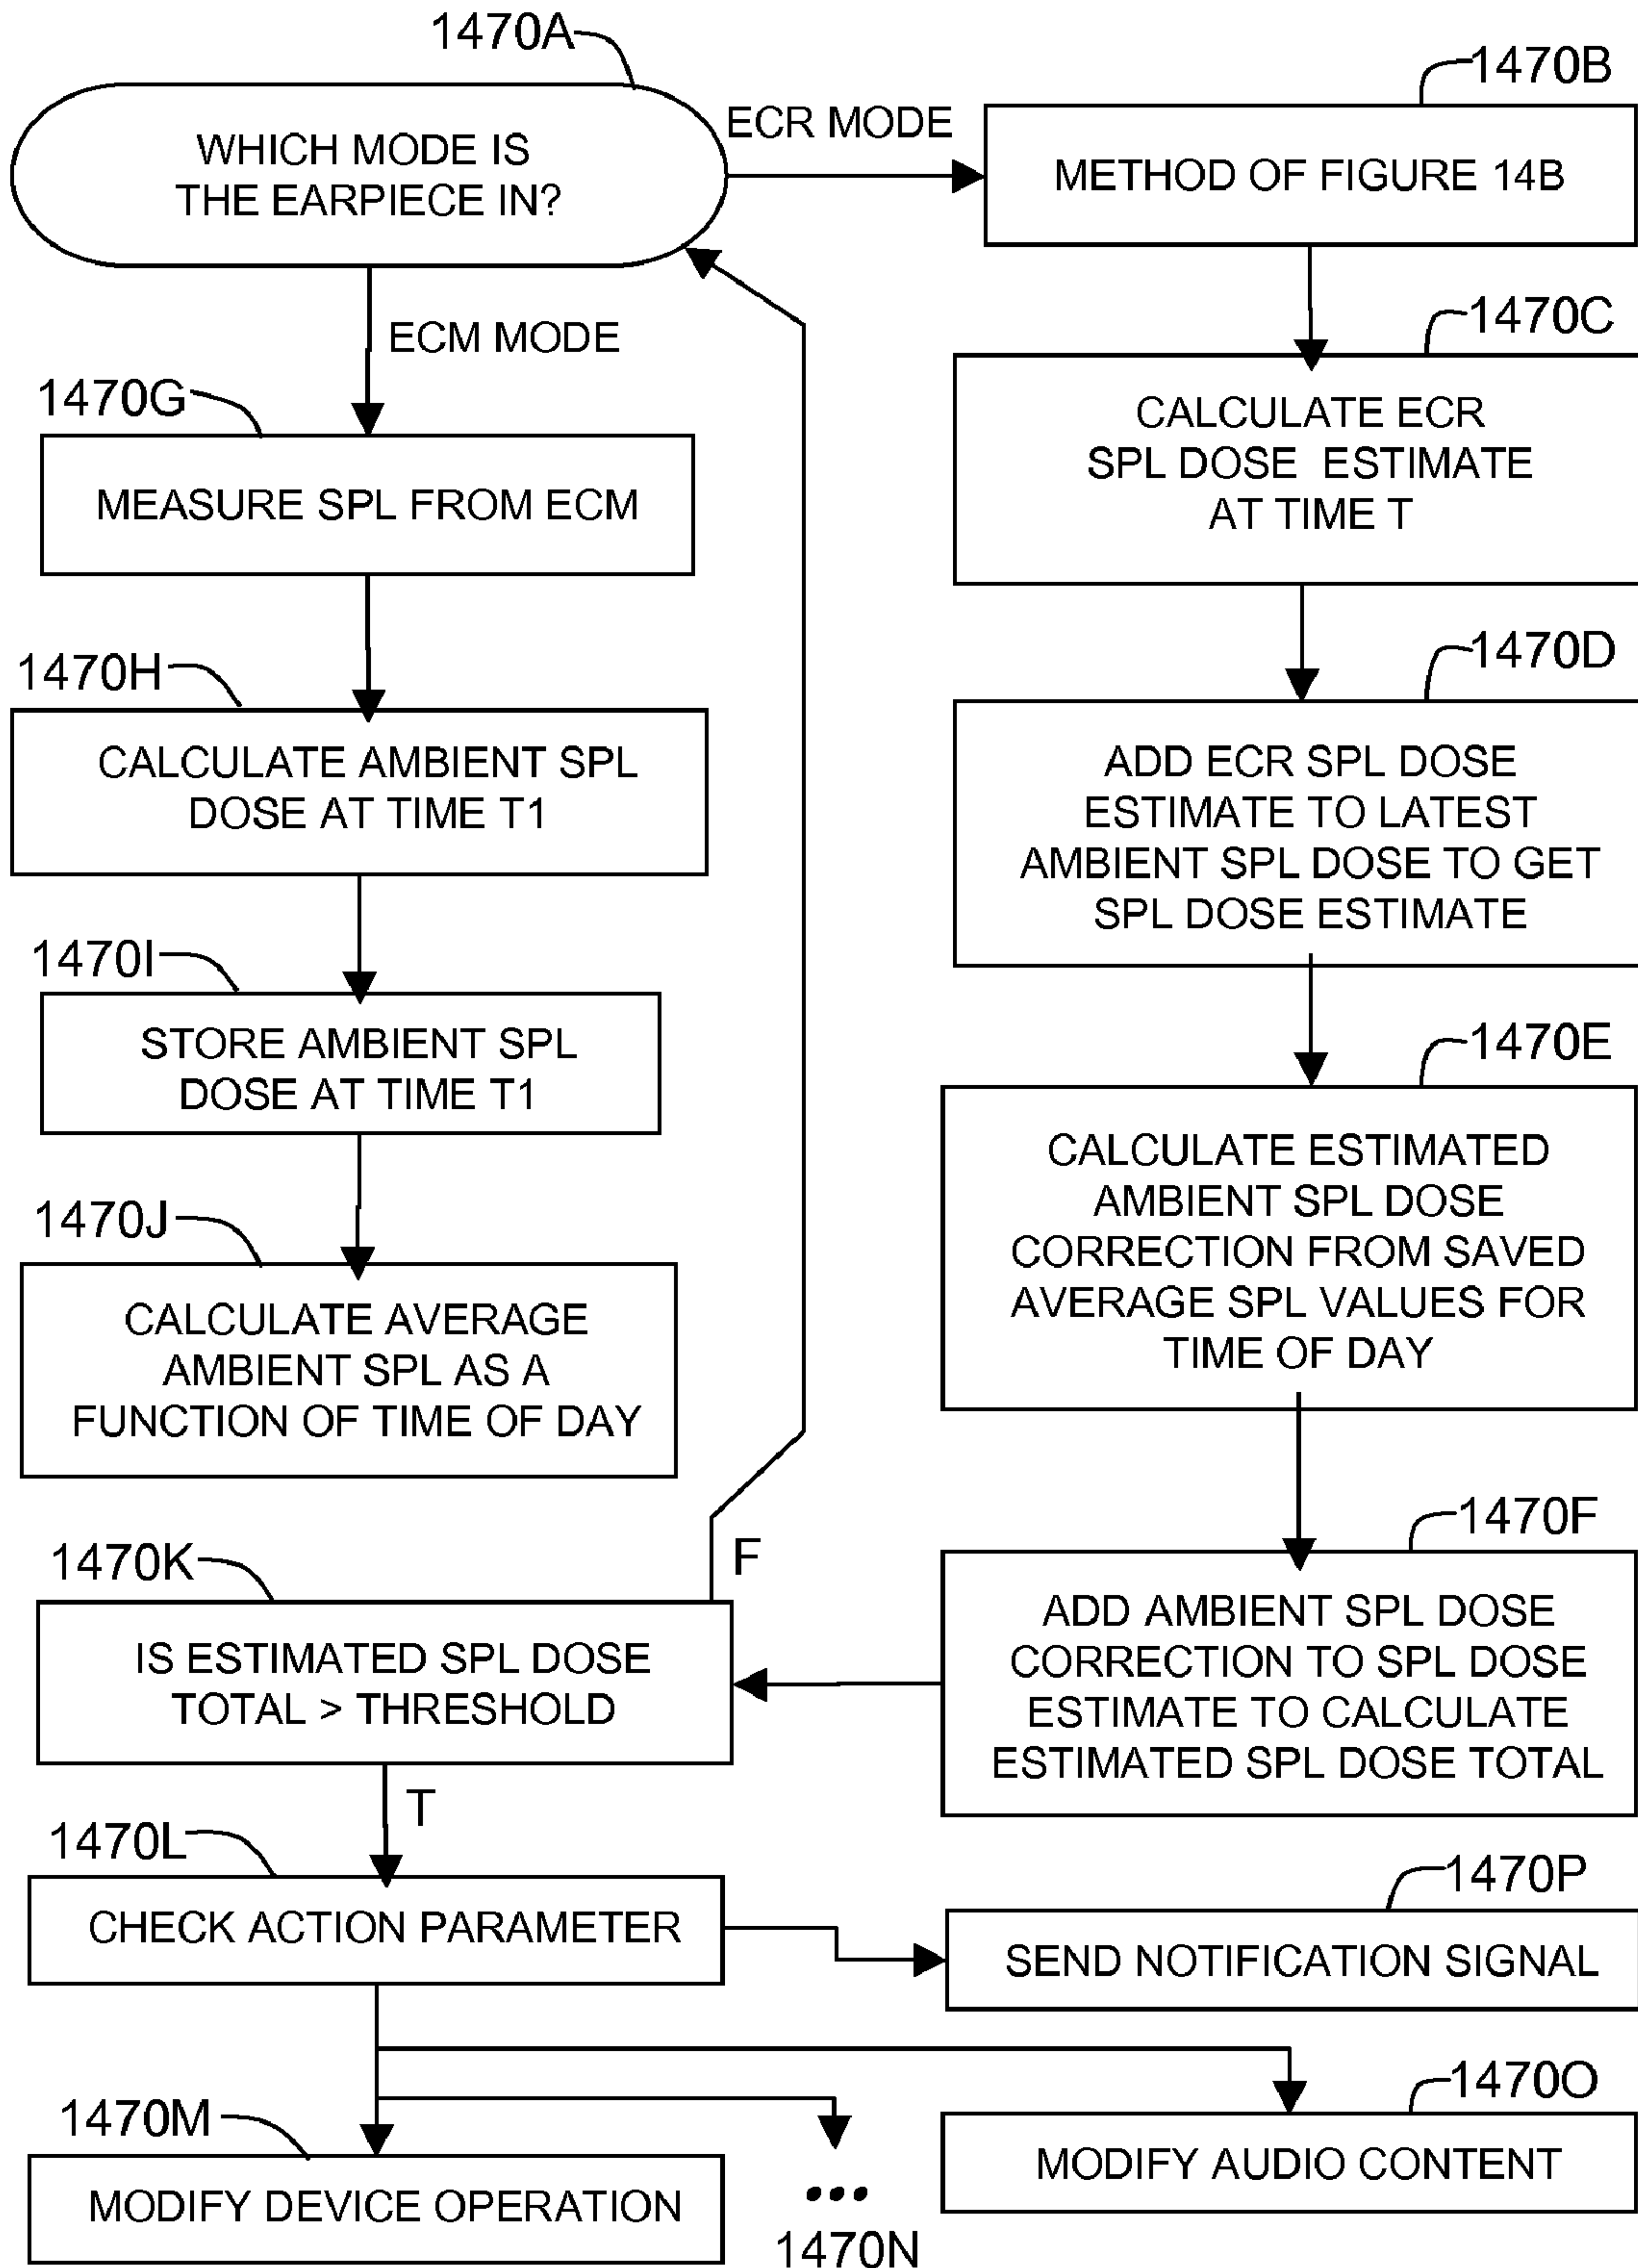 1470A
WHICH MODE IS
THE EARPIECE IN?
ECR MODE
1470B
METHOD OF FIGURE 14B
1470C
CALCULATE ECR
SPL DOSE ESTIMATE
AT TIME T
1470D
ADD ECR SPL DOSE
ESTIMATE TO LATEST
AMBIENT SPL DOSE TO GET
SPL DOSE ESTIMATE
1470E
CALCULATE ESTIMATED
AMBIENT SPL DOSE
CORRECTION FROM SAVED
AVERAGE SPL VALUES FOR
TIME OF DAY
1470F
ADD AMBIENT SPL DOSE
CORRECTION TO SPL DOSE
ESTIMATE TO CALCULATE
ESTIMATED SPL DOSE TOTAL
ECM MODE
1470G
MEASURE SPL FROM ECM
1470H
CALCULATE AMBIENT SPL
DOSE AT TIME T1
1470I
STORE AMBIENT SPL
DOSE AT TIME T1
1470J
CALCULATE AVERAGE
AMBIENT SPL AS A
FUNCTION OF TIME OF DAY
1470K
F
IS ESTIMATED SPL DOSE
TOTAL > THRESHOLD
T
1470L
CHECK ACTION PARAMETER
1470P
SEND NOTIFICATION SIGNAL
1470M
MODIFY DEVICE OPERATION
...
1470N
1470O
MODIFY AUDIO CONTENT